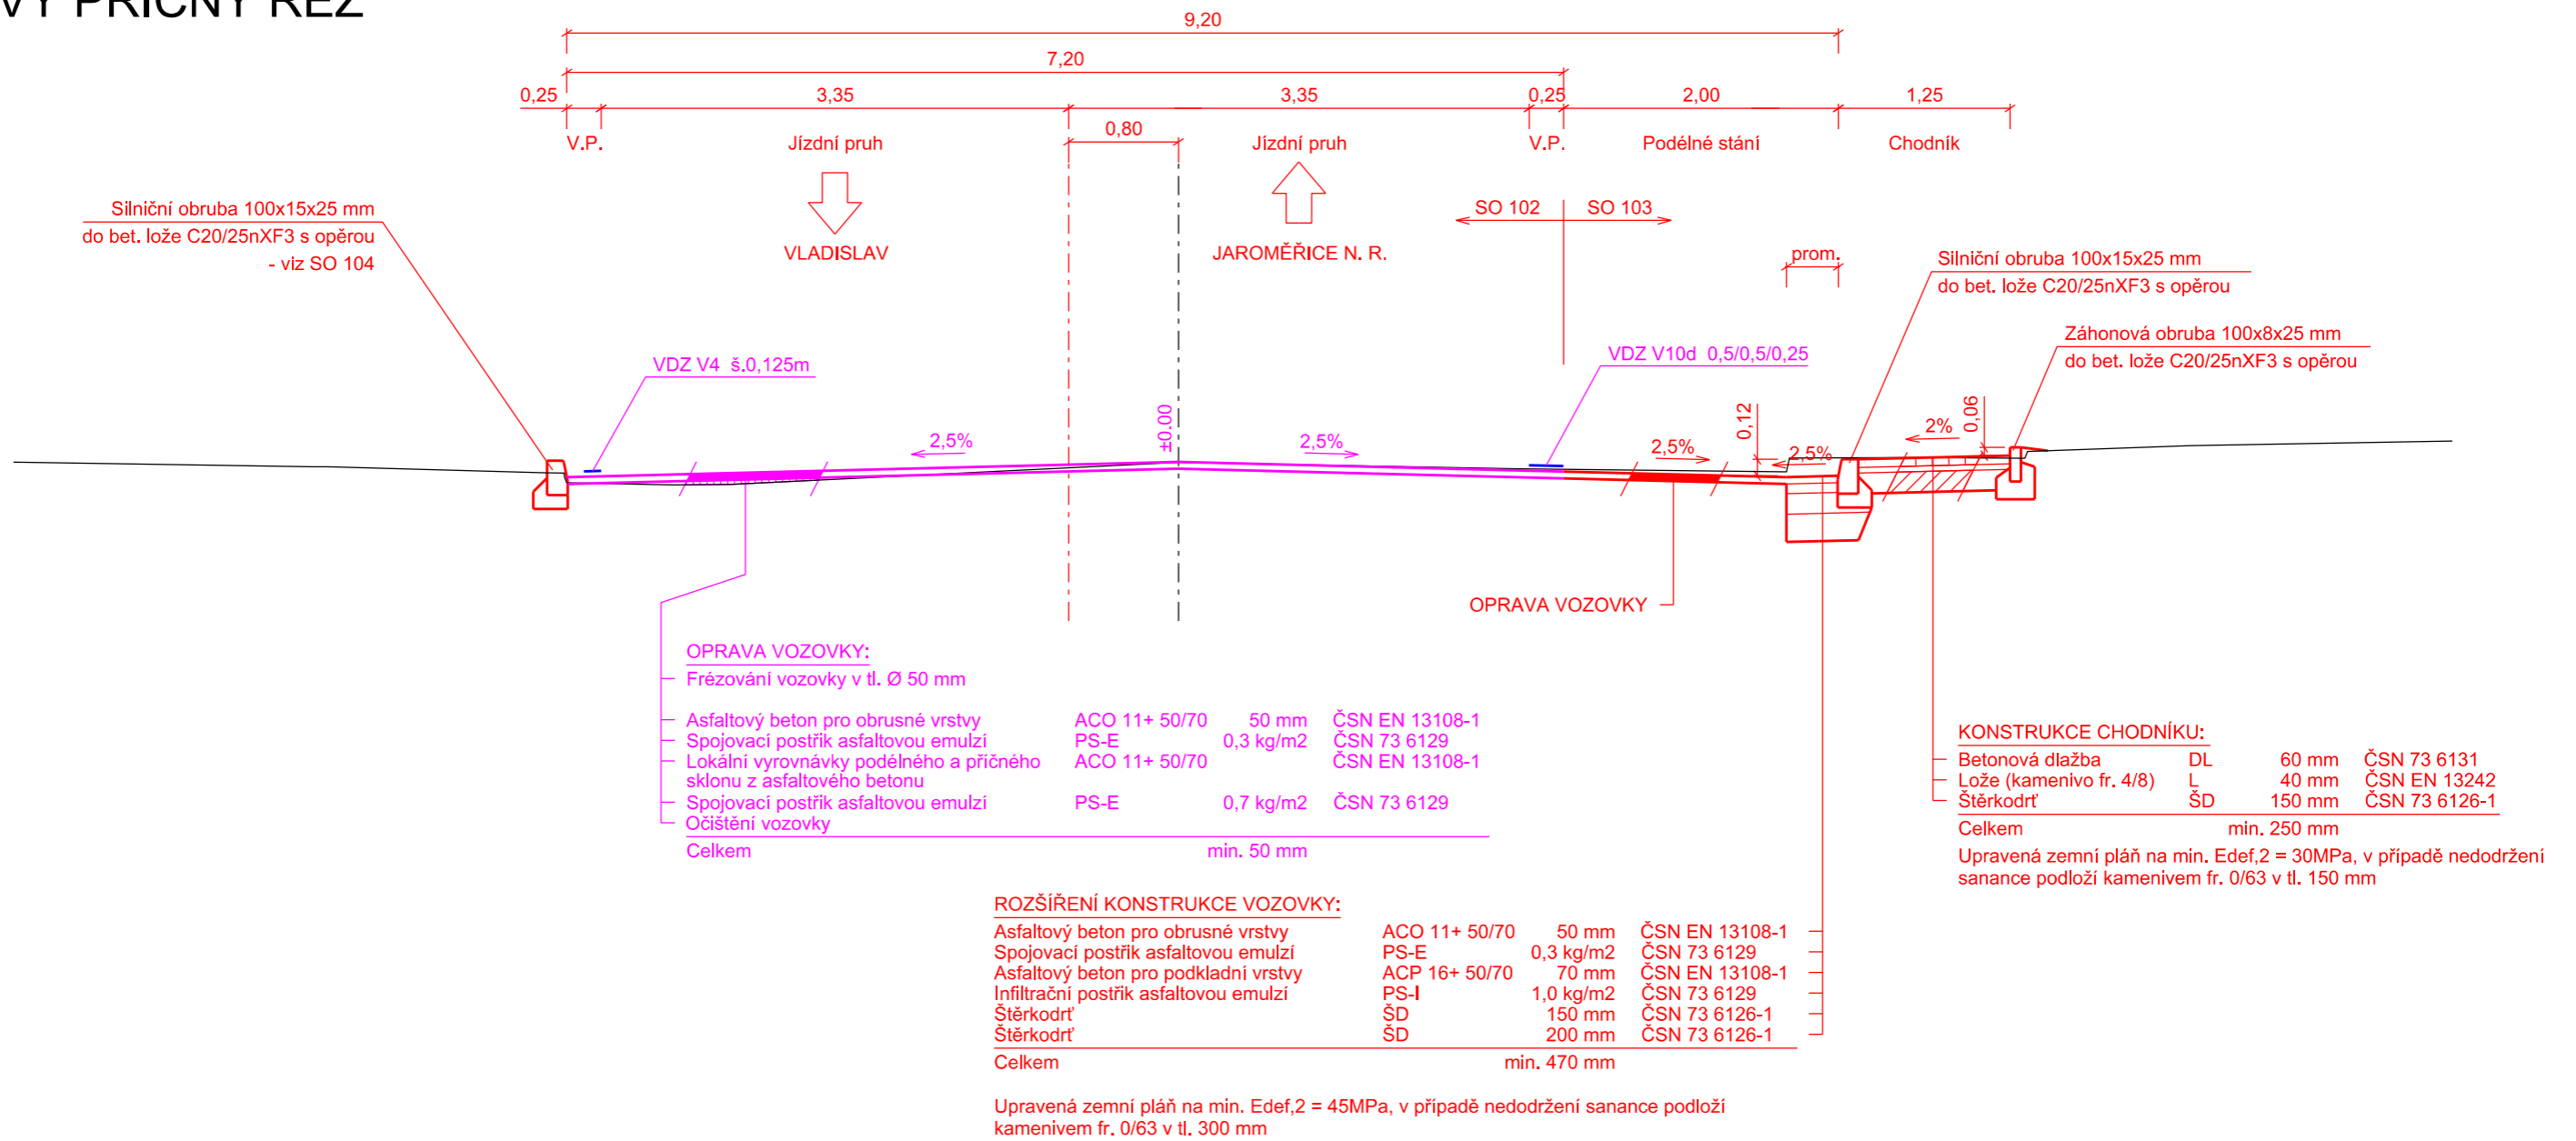 VÝ PŘÍČNÝ ŘEZ
9,20
7,20
0,25 3,35 3,35 0,25 2,00 1,25
0,80
V.P. Jízdní pruh Jízdní pruh V.P. Podélné stání Chodník
Silniční obruba 100x15x25 mm
do bet. lože C20/25nXF3 s opěrou
- viz SO 104
VLADISLAV
JAROMĚŘICE N. R.
SO 102 SO 103
prom.
Silniční obruba 100x15x25 mm
do bet. lože C20/25nXF3 s opěrou
Záhonová obruba 100x8x25 mm
do bet. lože C20/25nXF3 s opěrou
VDZ V4 š.0,125m
VDZ V10d 0,5/0,5/0,25
2,5%
±0.00
2,5%
2,5%
0,12
2,5%
2%
0,06
OPRAVA VOZOVKY
OPRAVA VOZOVKY:
Frézování vozovky v tl. Ø 50 mm
Asfaltový beton pro obrusné vrstvy ACO 11+ 50/70 50 mm ČSN EN 13108-1
Spojovací postřik asfaltovou emulzí PS-E 0,3 kg/m2 ČSN 73 6129
Lokální vyrovnávky podélného a příčného ACO 11+ 50/70 ČSN EN 13108-1
sklonu z asfaltového betonu
Spojovací postřik asfaltovou emulzí PS-E 0,7 kg/m2 ČSN 73 6129
Očištění vozovky
Celkem min. 50 mm
KONSTRUKCE CHODNÍKU:
Betonová dlažba DL 60 mm ČSN 73 6131
Lože (kamenivo fr. 4/8) L 40 mm ČSN EN 13242
Štěrkodrť ŠD 150 mm ČSN 73 6126-1
Celkem min. 250 mm
Upravená zemní pláň na min. Edef,2 = 30MPa, v případě nedodržení
sanance podloží kamenivem fr. 0/63 v tl. 150 mm
ROZŠÍŘENÍ KONSTRUKCE VOZOVKY:
Asfaltový beton pro obrusné vrstvy ACO 11+ 50/70 50 mm ČSN EN 13108-1
Spojovací postřik asfaltovou emulzí PS-E 0,3 kg/m2 ČSN 73 6129
Asfaltový beton pro podkladní vrstvy ACP 16+ 50/70 70 mm ČSN EN 13108-1
Infiltrační postřik asfaltovou emulzí PS-I 1,0 kg/m2 ČSN 73 6129
Štěrkodrť ŠD 150 mm ČSN 73 6126-1
Štěrkodrť ŠD 200 mm ČSN 73 6126-1
Celkem min. 470 mm
Upravená zemní pláň na min. Edef,2 = 45MPa, v případě nedodržení sanance podloží
kamenivem fr. 0/63 v tl. 300 mm